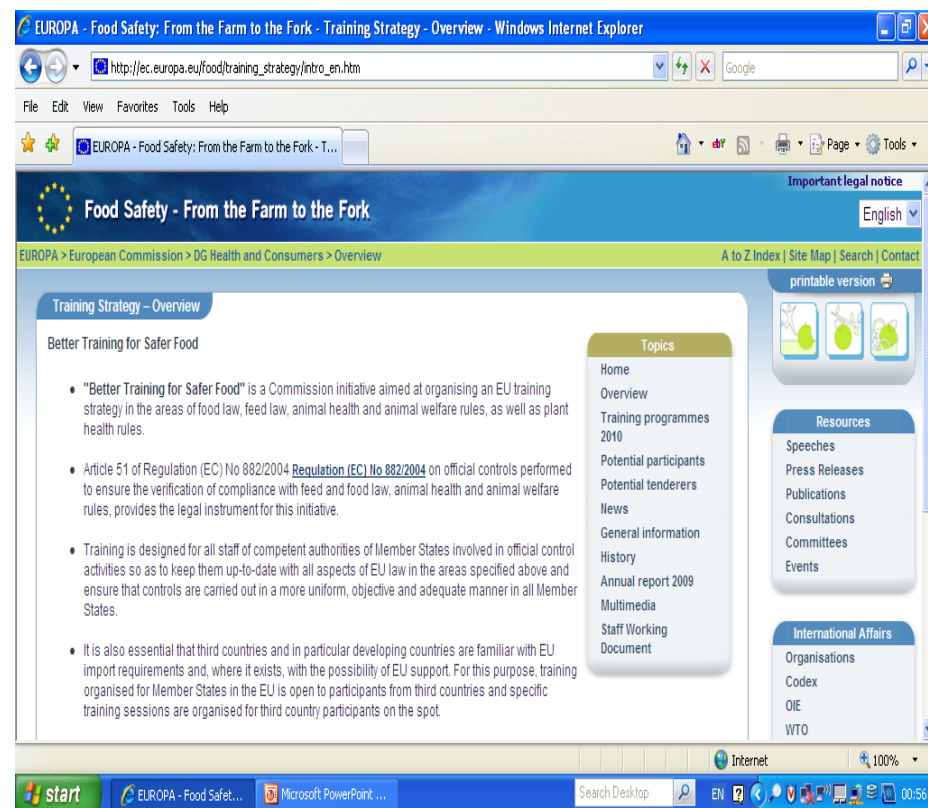 EUROPA - Food Safety: From the Farm to the Fork - Training Strategy - Overview - Windows Internet Explorer
http://ec.europa.eu/food/training_strategy/intro_en.htm
Google
File Edit View Favorites Tools Help
EUROPA - Food Safety: From the Farm to the Fork - T...
ebY
Page
Tools
Important legal notice
Food Safety - From the Farm to the Fork
English
EUROPA > European Commission > DG Health and Consumers > Overview
A to Z Index | Site Map | Search | Contact
printable version
Training Strategy – Overview
Better Training for Safer Food
• "Better Training for Safer Food" is a Commission initiative aimed at organising an EU training
strategy in the areas of food law, feed law, animal health and animal welfare rules, as well as plant
health rules.
• Article 51 of Regulation (EC) No 882/2004 Regulation (EC) No 882/2004 on official controls performed
to ensure the verification of compliance with feed and food law, animal health and animal welfare
rules, provides the legal instrument for this initiative.
• Training is designed for all staff of competent authorities of Member States involved in official control
activities so as to keep them up-to-date with all aspects of EU law in the areas specified above and
ensure that controls are carried out in a more uniform, objective and adequate manner in all Member
States.
• It is also essential that third countries and in particular developing countries are familiar with EU
import requirements and, where it exists, with the possibility of EU support. For this purpose, training
organised for Member States in the EU is open to participants from third countries and specific
training sessions are organised for third country participants on the spot.
Topics
Home
Overview
Training programmes
2010
Potential participants
Potential tenderers
News
General information
History
Annual report 2009
Multimedia
Staff Working
Document
Resources
Speeches
Press Releases
Publications
Consultations
Committees
Events
International Affairs
Organisations
Codex
OIE
WTO
Internet
100%
start
EUROPA - Food Safet...
Microsoft PowerPoint ...
Search Desktop
EN
00:56